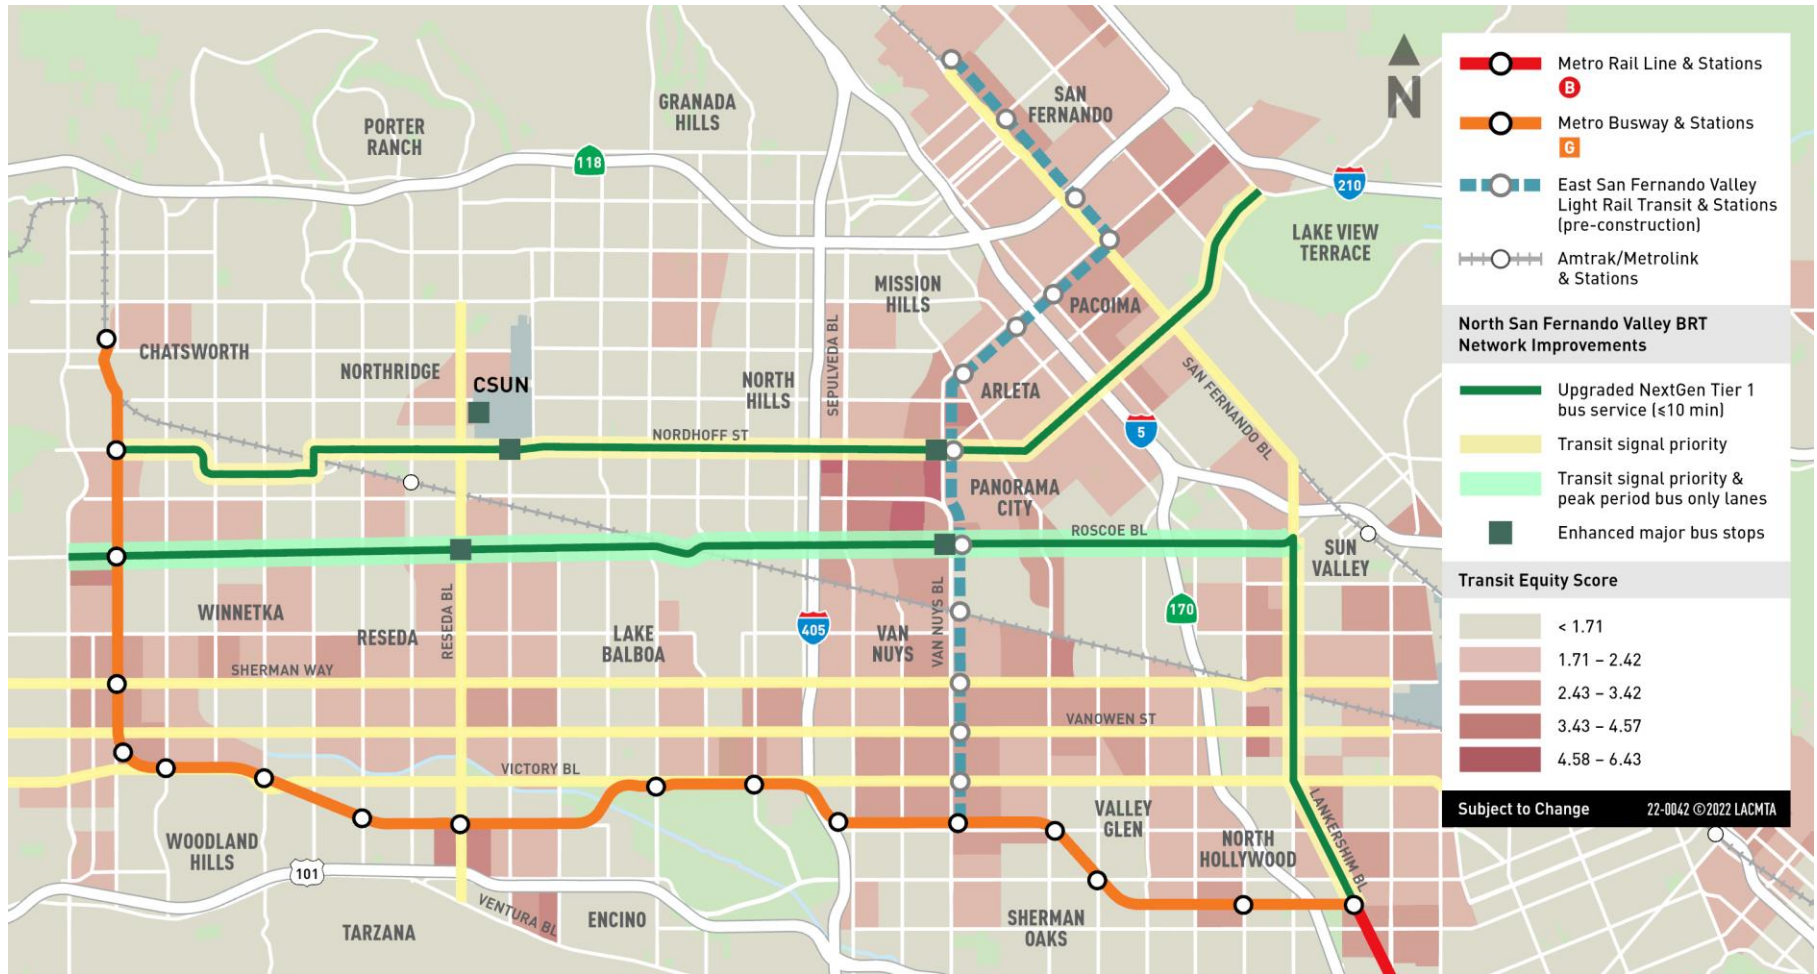 SAN
FERNANDO
GRANADA
HILLS
PORTER
RANCH
118
210
LAKE VIEW
TERRACE
MISSION
HILLS
PACOIMA
CHATSWORTH
NORTHRIDGE
CSUN
NORTH
HILLS
SEPULVEDA BL
ARLETA
SAN FERNANDO BL
5
NORDHOFF ST
PANORAMA
CITY
ROSCOE BL
SUN
VALLEY
WINNETKA
RESEDA
RESEDA BL
LAKE
BALBOA
405
VAN
NUYS
VAN NUYS BL
170
SHERMAN WAY
VANOWEN ST
VICTORY BL
WOODLAND
HILLS
101
VALLEY
GLEN
NORTH
HOLLYWOOD
LANKERSHIM BL
TARZANA
VENTURA BL
ENCINO
SHERMAN
OAKS
N
Metro Rail Line & Stations
B
Metro Busway & Stations
G
East San Fernando Valley
Light Rail Transit & Stations
(pre-construction)
Amtrak/Metrolink
& Stations
North San Fernando Valley BRT
Network Improvements
Upgraded NextGen Tier 1
bus service (≤10 min)
Transit signal priority
Transit signal priority &
peak period bus only lanes
Enhanced major bus stops
Transit Equity Score
< 1.71
1.71 – 2.42
2.43 – 3.42
3.43 – 4.57
4.58 – 6.43
Subject to Change 22-0042 ©2022 LACMTA